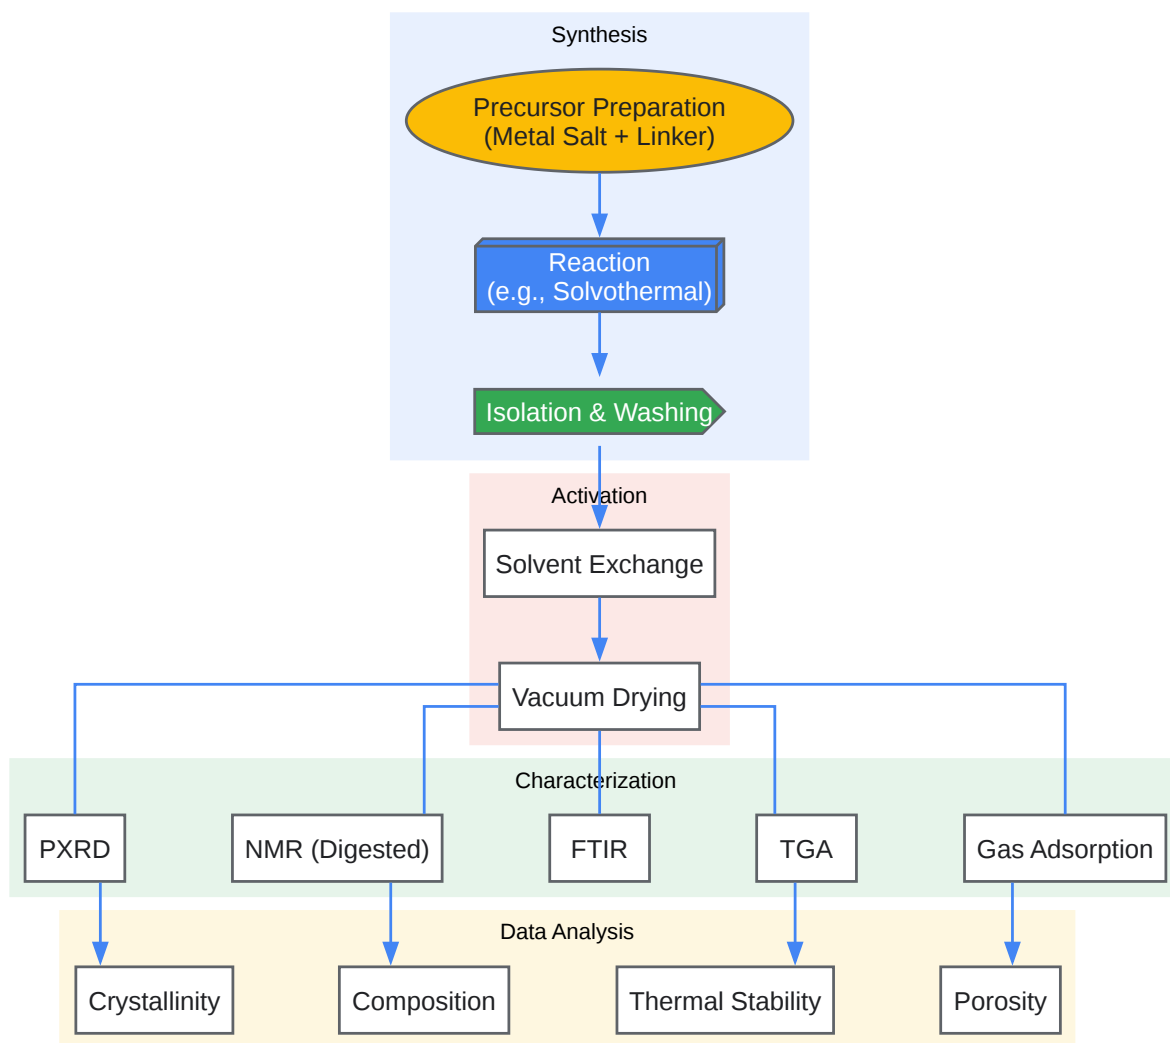 Synthesis
Precursor Preparation
(Metal Salt + Linker)
Reaction
(e.g., Solvothermal)
Isolation & Washing
Activation
Solvent Exchange
Vacuum Drying
Characterization
PXRD
NMR (Digested)
FTIR
TGA
Gas Adsorption
Data Analysis
Crystallinity
Composition
Thermal Stability
Porosity